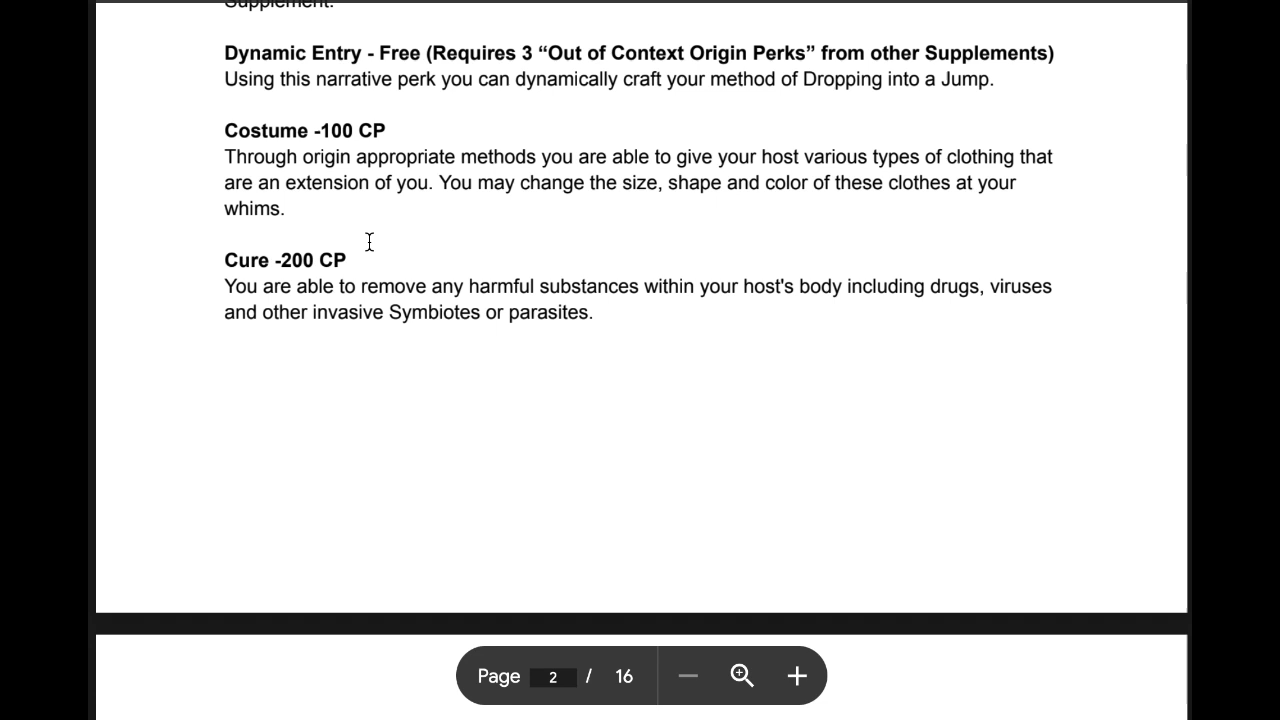 Supplement.
Dynamic Entry - Free (Requires 3 “Out of Context Origin Perks” from other Supplements)
Using this narrative perk you can dynamically craft your method of Dropping into a Jump.
Costume -100 CP
Through origin appropriate methods you are able to give your host various types of clothing that
are an extension of you. You may change the size, shape and color of these clothes at your
whims.
Cure -200 CP
You are able to remove any harmful substances within your host's body including drugs, viruses
and other invasive Symbiotes or parasites.
Page 2 / 16